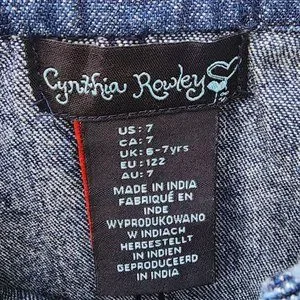 Cynthia Rowley
US: 7
CA: 7
UK: 6-7yrs
EU: 122
AU: 7
MADE IN INDIA
FABRIQUÉ EN
INDE
WYPRODUKOWANO
W INDIACH
HERGESTELLT
IN INDIEN
GEPRODUCEERD
IN INDIA